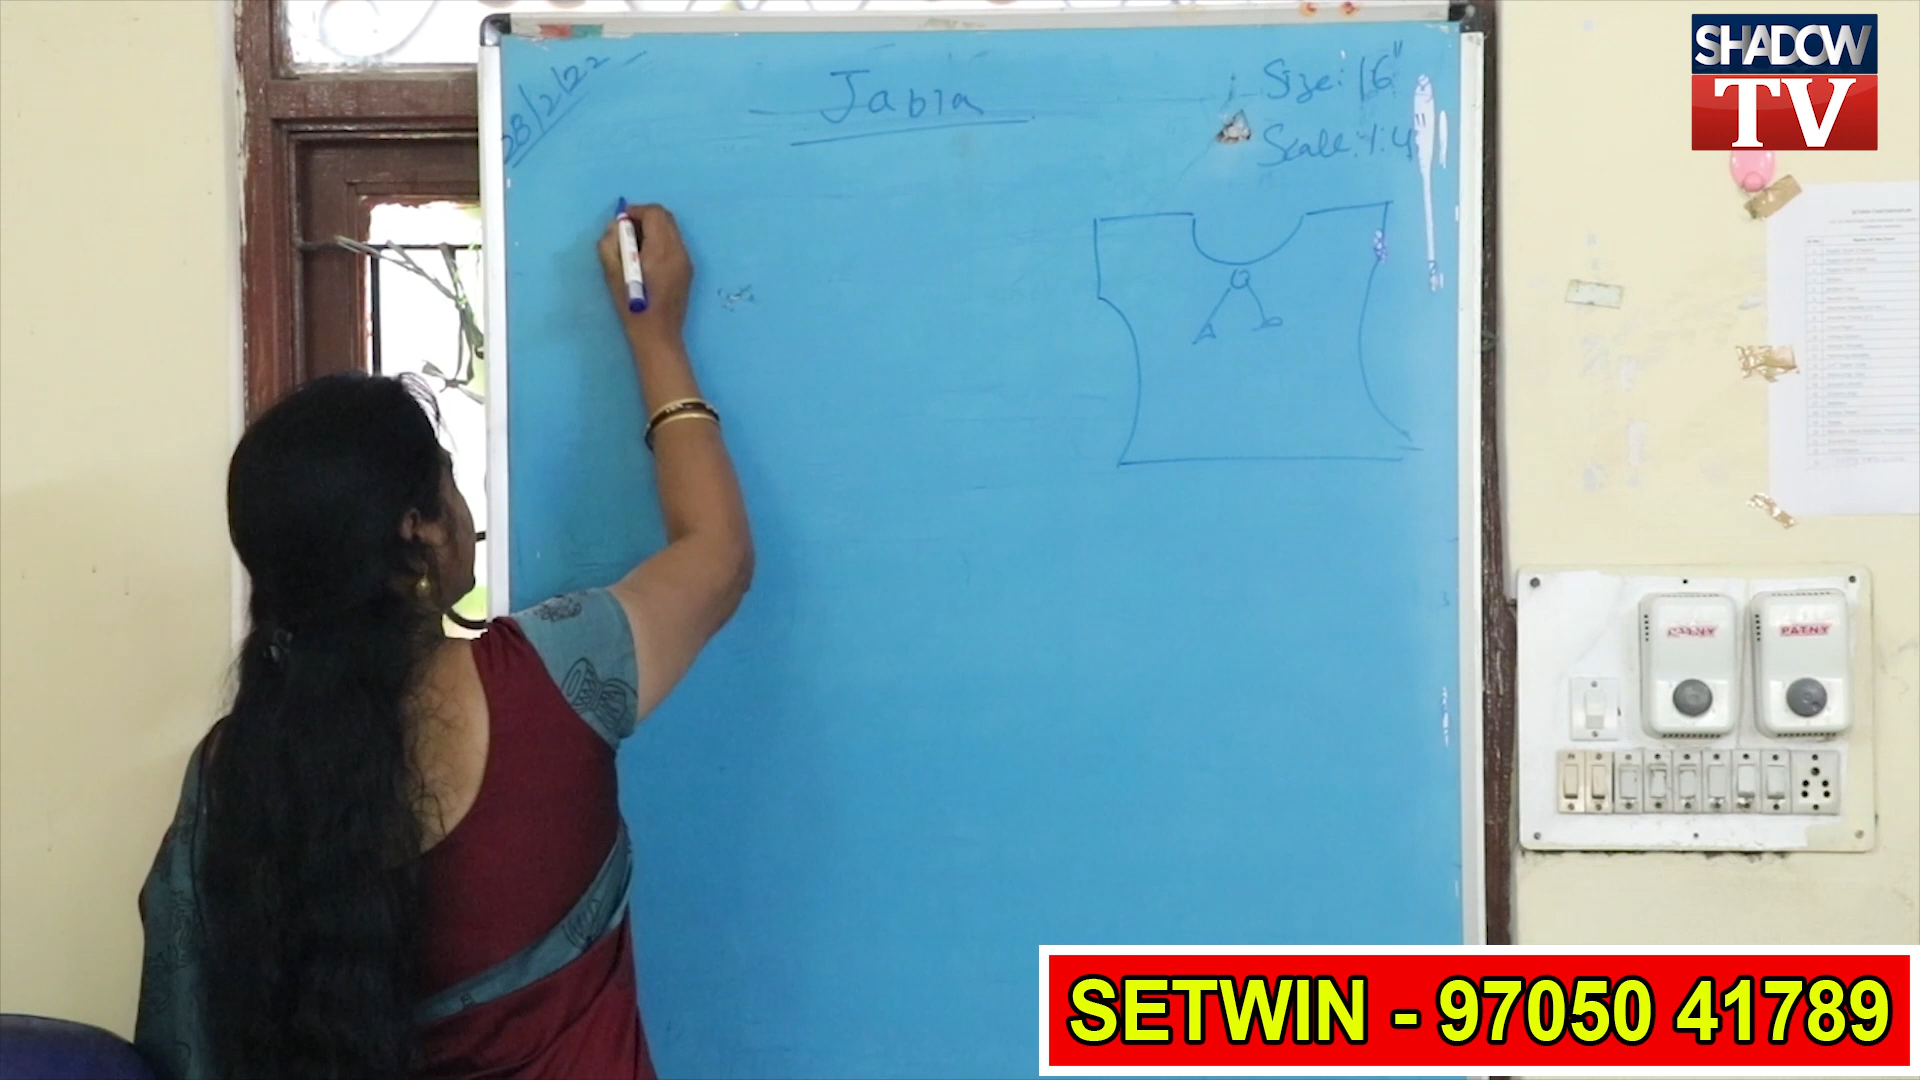 SHADOW
TV
28/2/22
Jabla
Size: 16"
Scale: 1:4"
PATNY
PATNY
SETWIN - 97050 41789